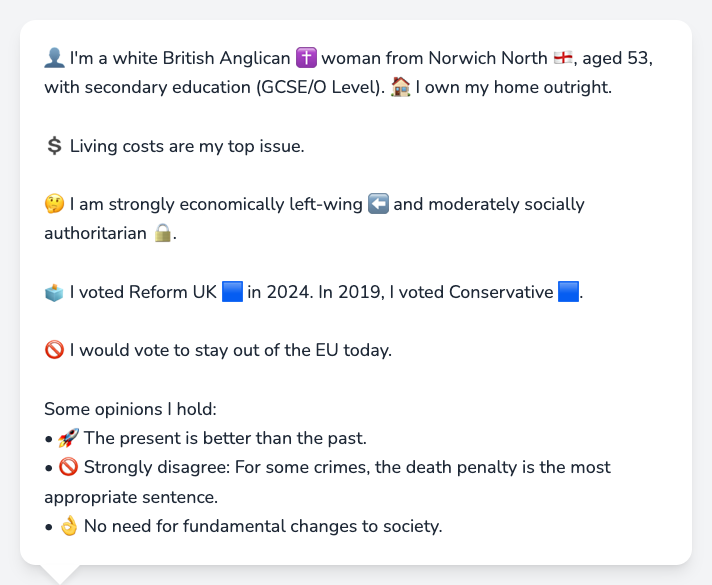 👤 I'm a white British Anglican ✝️ woman from Norwich North 🏴󠁧󠁢󠁥󠁮󠁧󠁿, aged 53,
with secondary education (GCSE/O Level). 🏠 I own my home outright.
💲 Living costs are my top issue.
🤔 I am strongly economically left-wing ⬅️ and moderately socially
authoritarian 🔒.
🗳️ I voted Reform UK 🟦 in 2024. In 2019, I voted Conservative 🟦.
🚫 I would vote to stay out of the EU today.
Some opinions I hold:
• 🚀 The present is better than the past.
• 🚫 Strongly disagree: For some crimes, the death penalty is the most
appropriate sentence.
• 👌 No need for fundamental changes to society.